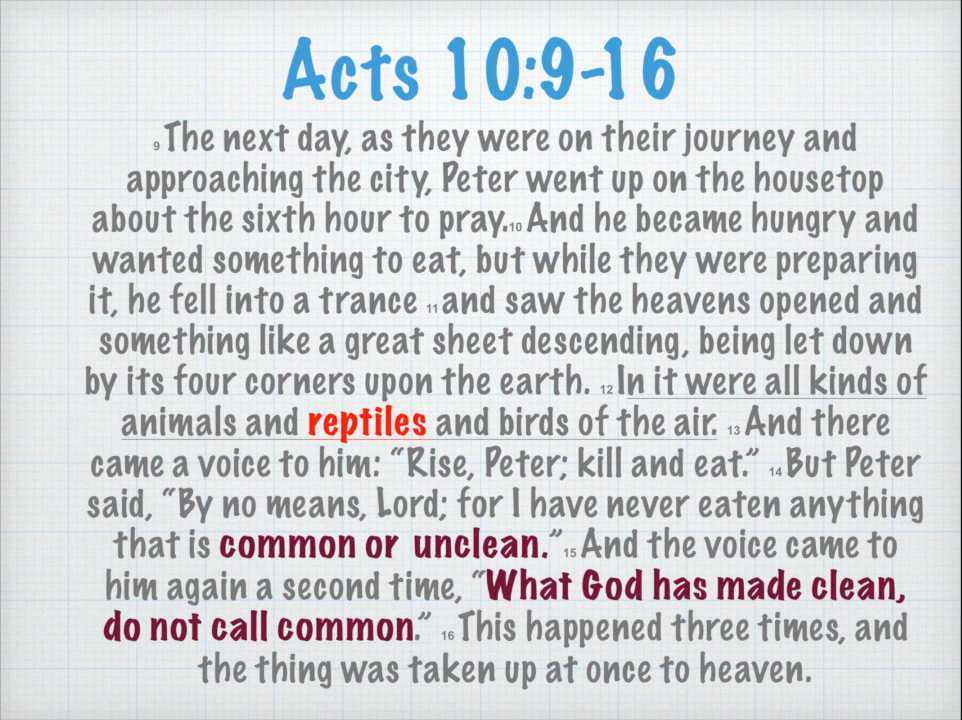 Acts 10:9-16
9 The next day, as they were on their journey and
approaching the city, Peter went up on the housetop
about the sixth hour to pray.10 And he became hungry and
wanted something to eat, but while they were preparing
it, he fell into a trance 11 and saw the heavens opened and
something like a great sheet descending, being let down
by its four corners upon the earth. 12 In it were all kinds of
animals and reptiles and birds of the air. 13 And there
came a voice to him: “Rise, Peter; kill and eat.” 14 But Peter
said, “By no means, Lord; for I have never eaten anything
that is common or unclean.” 15 And the voice came to
him again a second time, “What God has made clean,
do not call common.” 16 This happened three times, and
the thing was taken up at once to heaven.